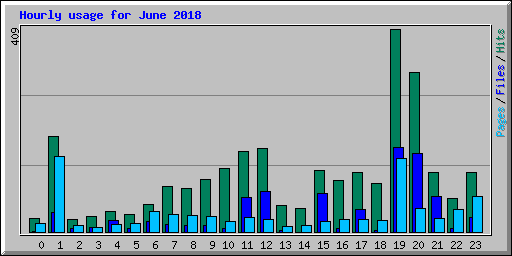 Hourly usage for June 2018
409
Pages / Files / Hits
0 1 2 3 4 5 6 7 8 9 10 11 12 13 14 15 16 17 18 19 20 21 22 23